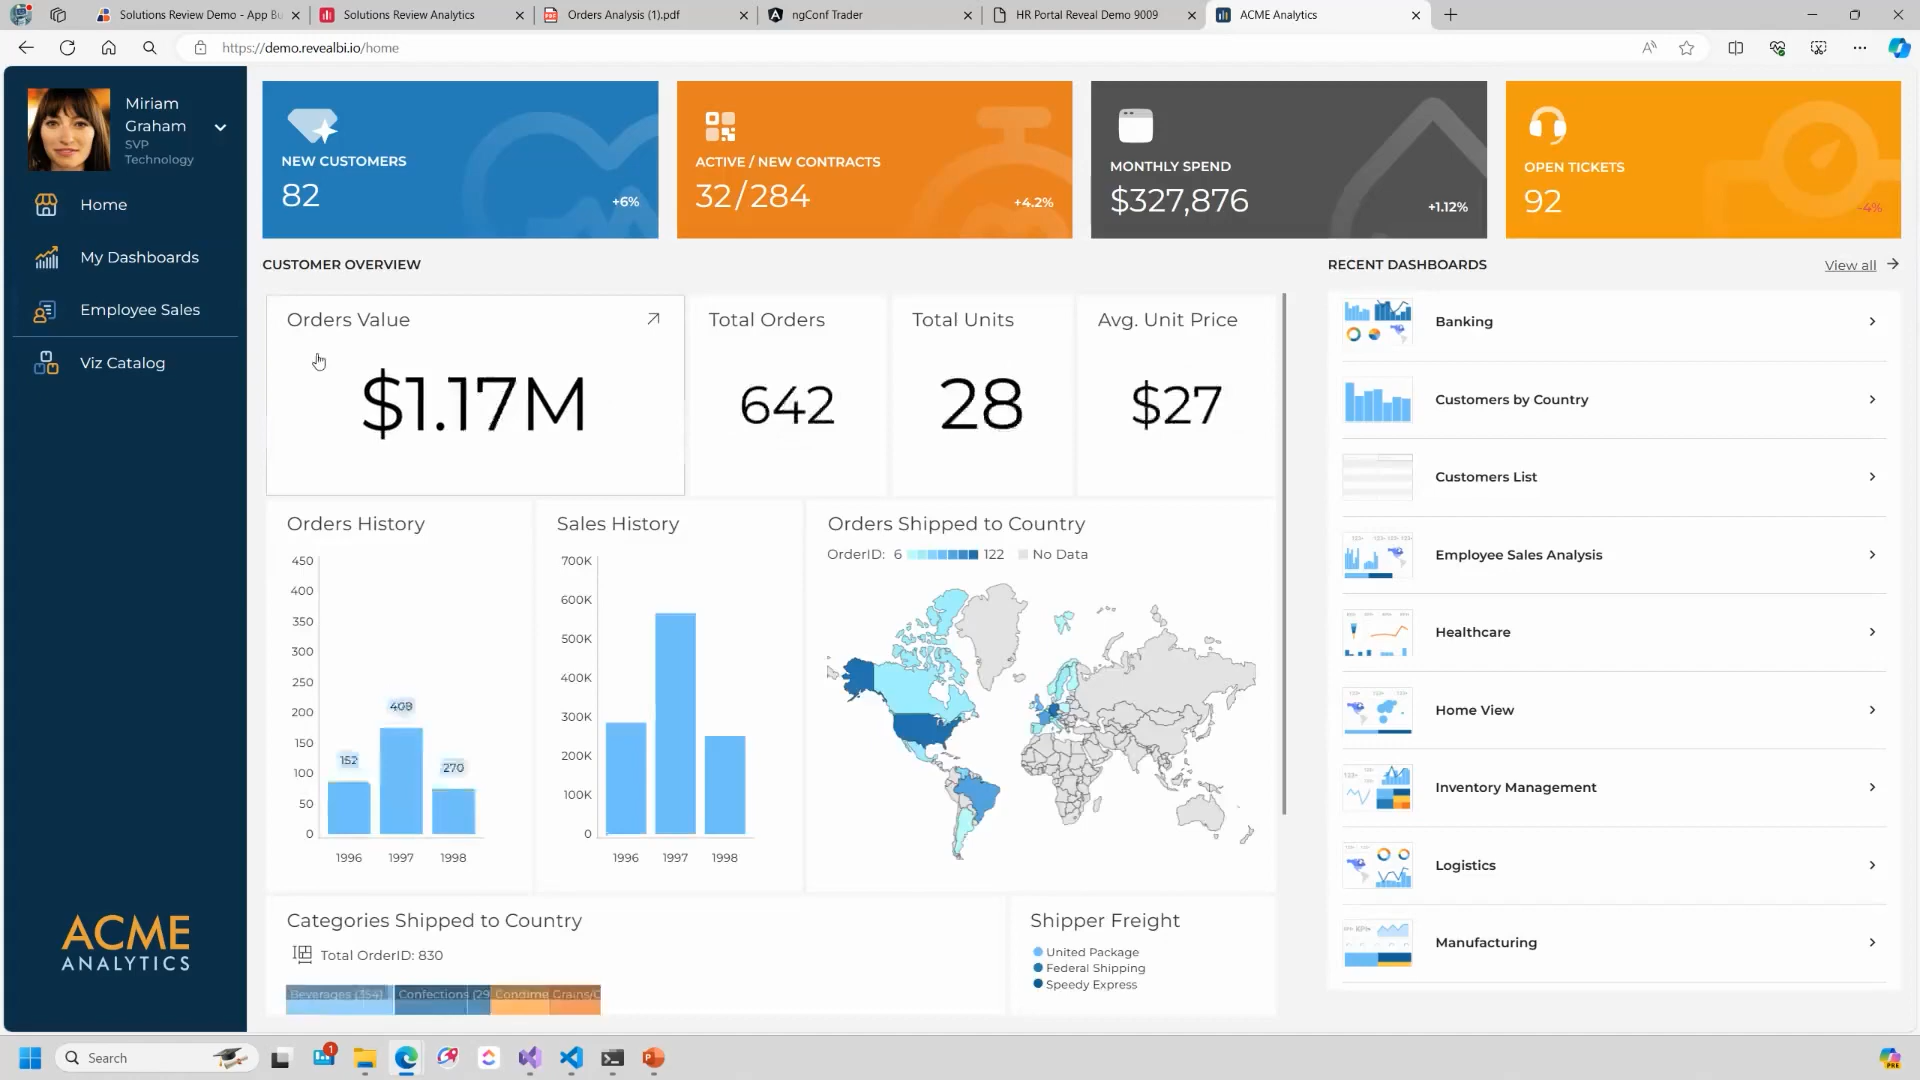 Solutions Review Demo - App Bu
Solutions Review Analytics
Orders Analysis (1).pdf
ngConf Trader
HR Portal Reveal Demo 9009
ACME Analytics
https://demo.revealbi.io/home
Miriam
Graham
SVP
Technology
Home
My Dashboards
Employee Sales
Viz Catalog
ACME
ANALYTICS
NEW CUSTOMERS
82
+6%
ACTIVE / NEW CONTRACTS
32/284
+4.2%
MONTHLY SPEND
$327,876
+1.12%
OPEN TICKETS
92
-4%
CUSTOMER OVERVIEW
Orders Value
$1.17M
Total Orders
642
Total Units
28
Avg. Unit Price
$27
Orders History
450
400
350
300
250
200
150
100
50
0
152
408
270
1996 1997 1998
Sales History
700K
600K
500K
400K
300K
200K
100K
0
1996 1997 1998
Orders Shipped to Country
OrderID: 6 122 No Data
Categories Shipped to Country
Total OrderID: 830
Beverages (354) Confections (29 Condime Grains/C
Shipper Freight
United Package
Federal Shipping
Speedy Express
RECENT DASHBOARDS
View all
Banking
Customers by Country
Customers List
Employee Sales Analysis
Healthcare
Home View
Inventory Management
Logistics
Manufacturing
Search
1